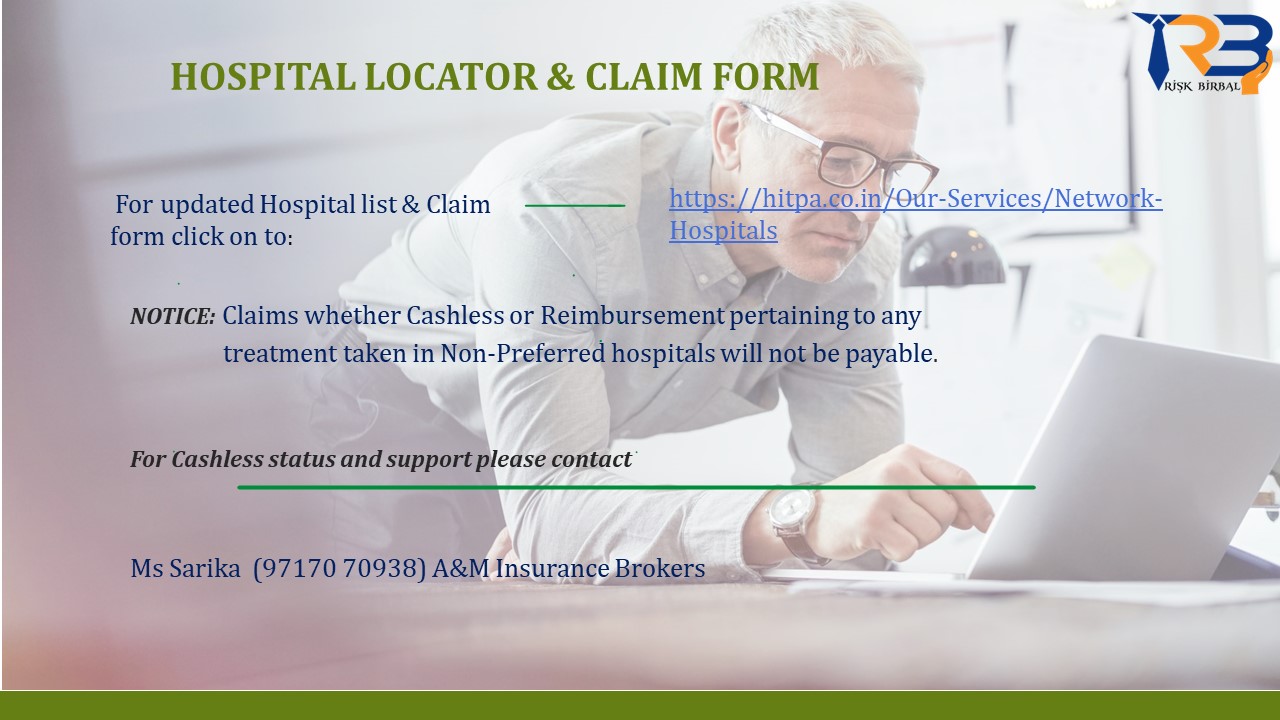 RB
RISK BIRBAL
HOSPITAL LOCATOR & CLAIM FORM
For updated Hospital list & Claim
form click on to:
https://hitpa.co.in/Our-Services/Network-
Hospitals
NOTICE: Claims whether Cashless or Reimbursement pertaining to any
treatment taken in Non-Preferred hospitals will not be payable.
For Cashless status and support please contact
Ms Sarika (97170 70938) A&M Insurance Brokers